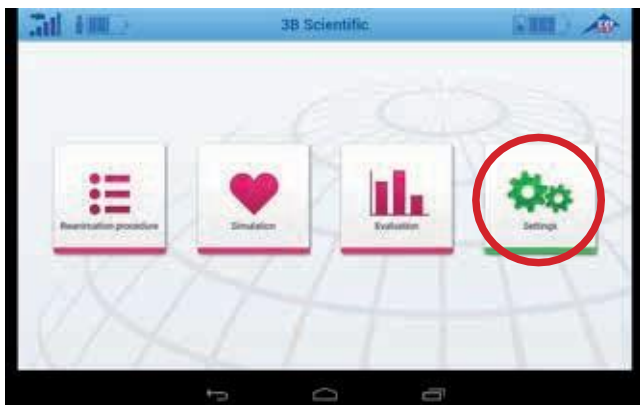 3B Scientific
Reanimation procedure
Simulation
Evaluation
Settings